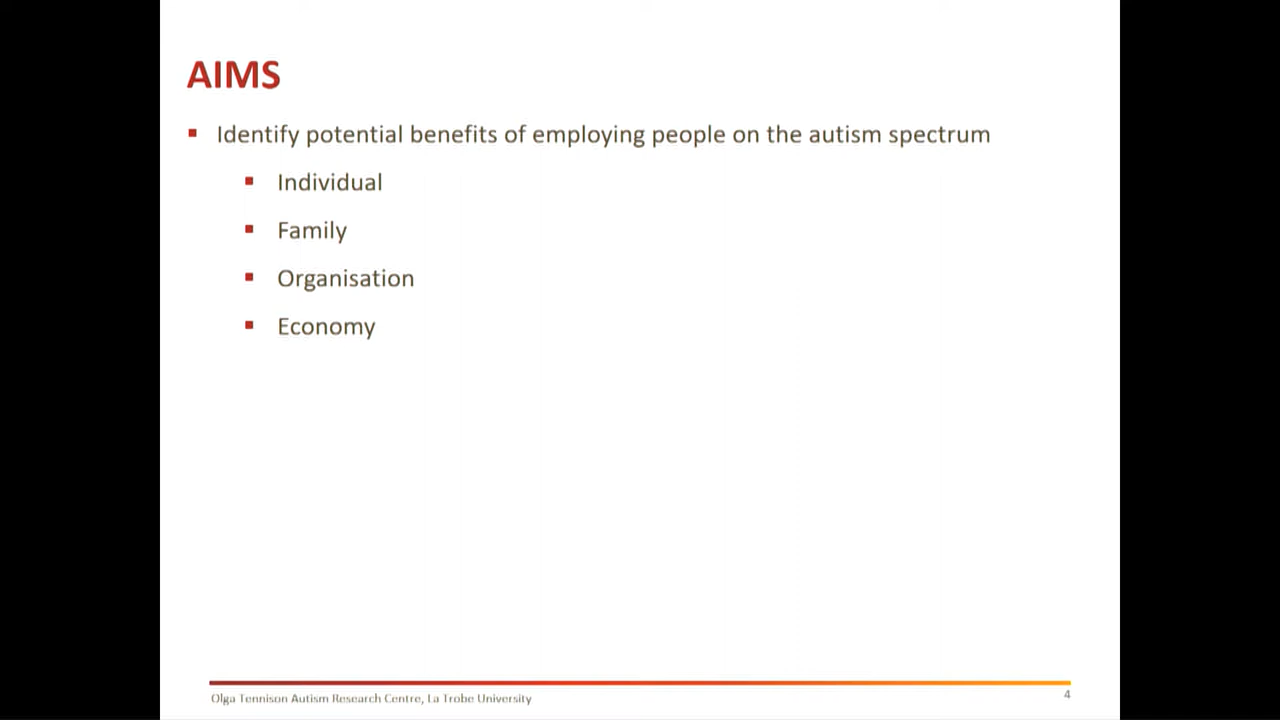 AIMS
Identify potential benefits of employing people on the autism spectrum
Individual
Family
Organisation
Economy
Olga Tennison Autism Research Centre, La Trobe University
4